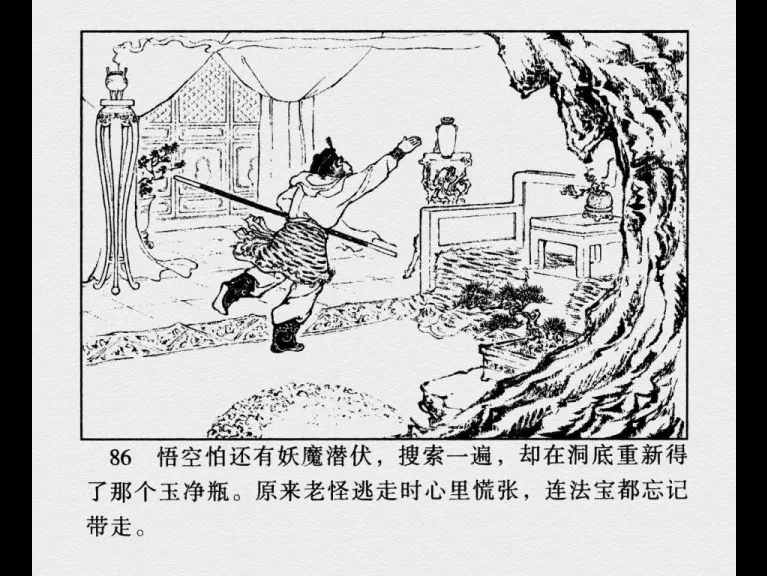 86 悟空怕还有妖魔潜伏，搜索一遍，却在洞底重新得
了那个玉净瓶。原来老怪逃走时心里慌张，连法宝都忘记
带走。